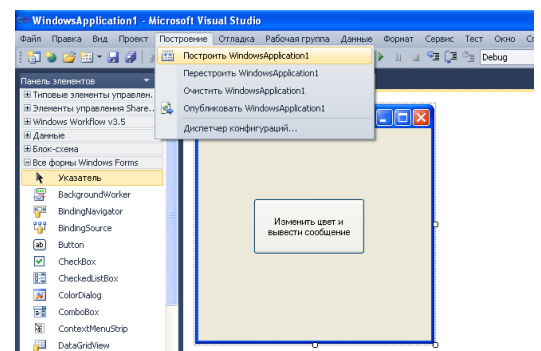 WindowsApplication1 - Microsoft Visual Studio
Файл Правка Вид Проект Построение Отладка Рабочая группа Данные Формат Сервис Тест Окно
Debug
Построить WindowsApplication1
Перестроить WindowsApplication1
Очистить WindowsApplication1
Опубликовать WindowsApplication1
Диспетчер конфигураций...
Панель элементов
Типовые элементы управлен.
Элементы управления Share..
Windows Workflow v3.5
Данные
Блок-схема
Все формы Windows Forms
Указатель
BackgroundWorker
BindingNavigator
BindingSource
Button
CheckBox
CheckedListBox
ColorDialog
ComboBox
ContextMenuStrip
DataGridView
Изменить цвет и
вывести сообщение